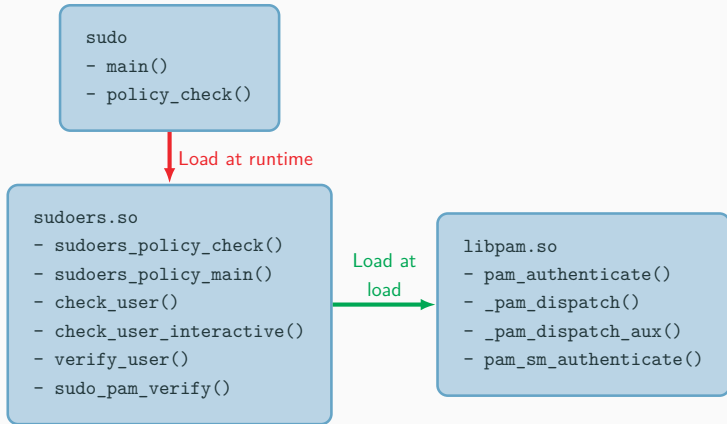 sudo
- main()
- policy_check()
Load at runtime
sudoers.so
- sudoers_policy_check()
- sudoers_policy_main()
- check_user()
- check_user_interactive()
- verify_user()
- sudo_pam_verify()
Load at
load
libpam.so
- pam_authenticate()
- _pam_dispatch()
- _pam_dispatch_aux()
- pam_sm_authenticate()